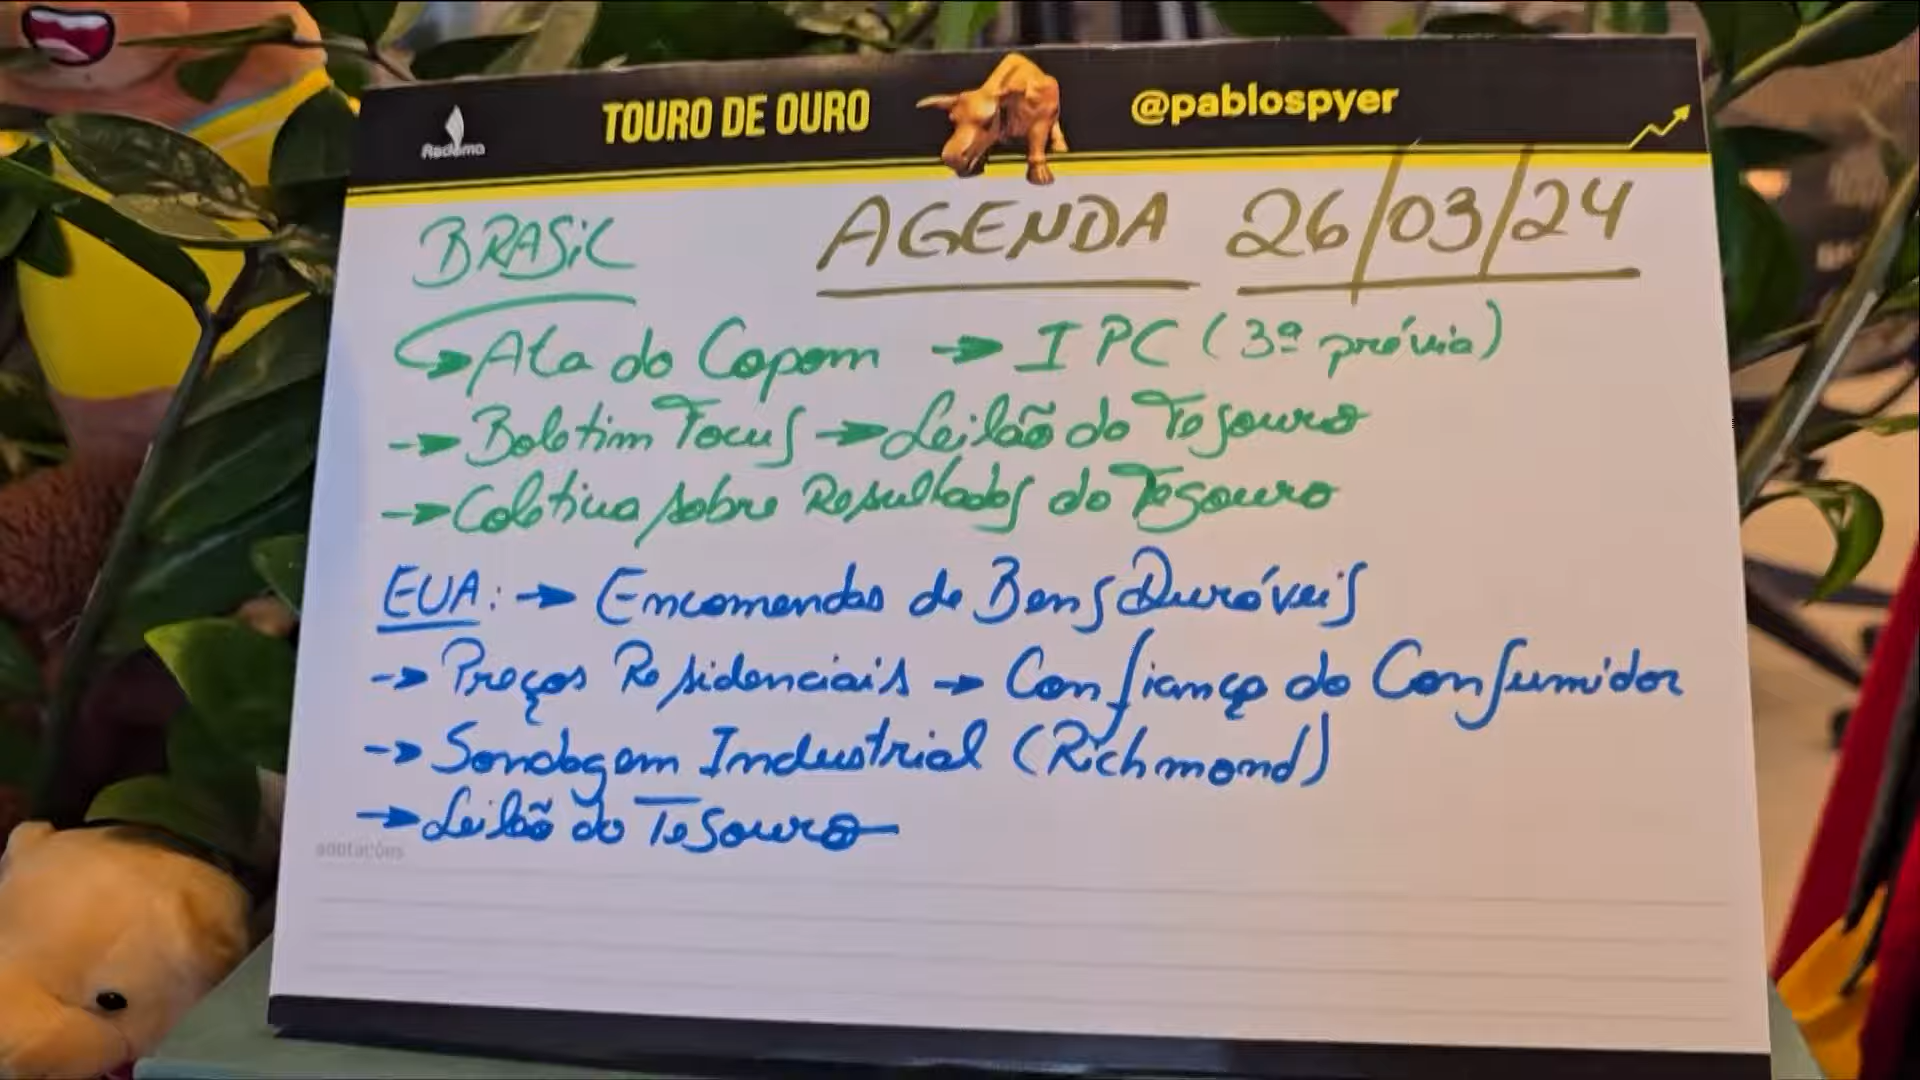 TOURO DE OURO @pablospyer
Redoma
BRASIL AGENDA 26/03/24
Ata do Copom → IPC (3ª prévia)
→ Boletim Focus → Leilão do Tesouro
→ Coletiva sobre Resultados do Tesouro
EUA: → Encomendas de Bens Duráveis
→ Preços Residenciais → Confiança do Consumidor
→ Sondagem Industrial (Richmond)
→ Leilão do Tesouro
anotações